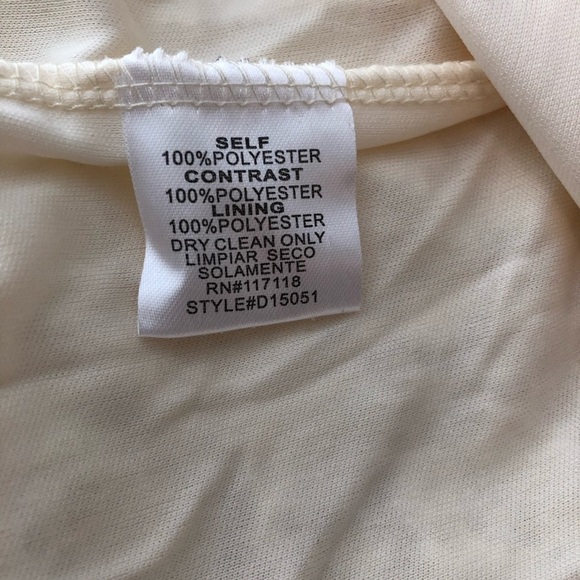 SELF
100%POLYESTER
CONTRAST
100%POLYESTER
LINING
100%POLYESTER
DRY CLEAN ONLY
LIMPIAR SECO
SOLAMENTE
RN#117118
STYLE#D15051